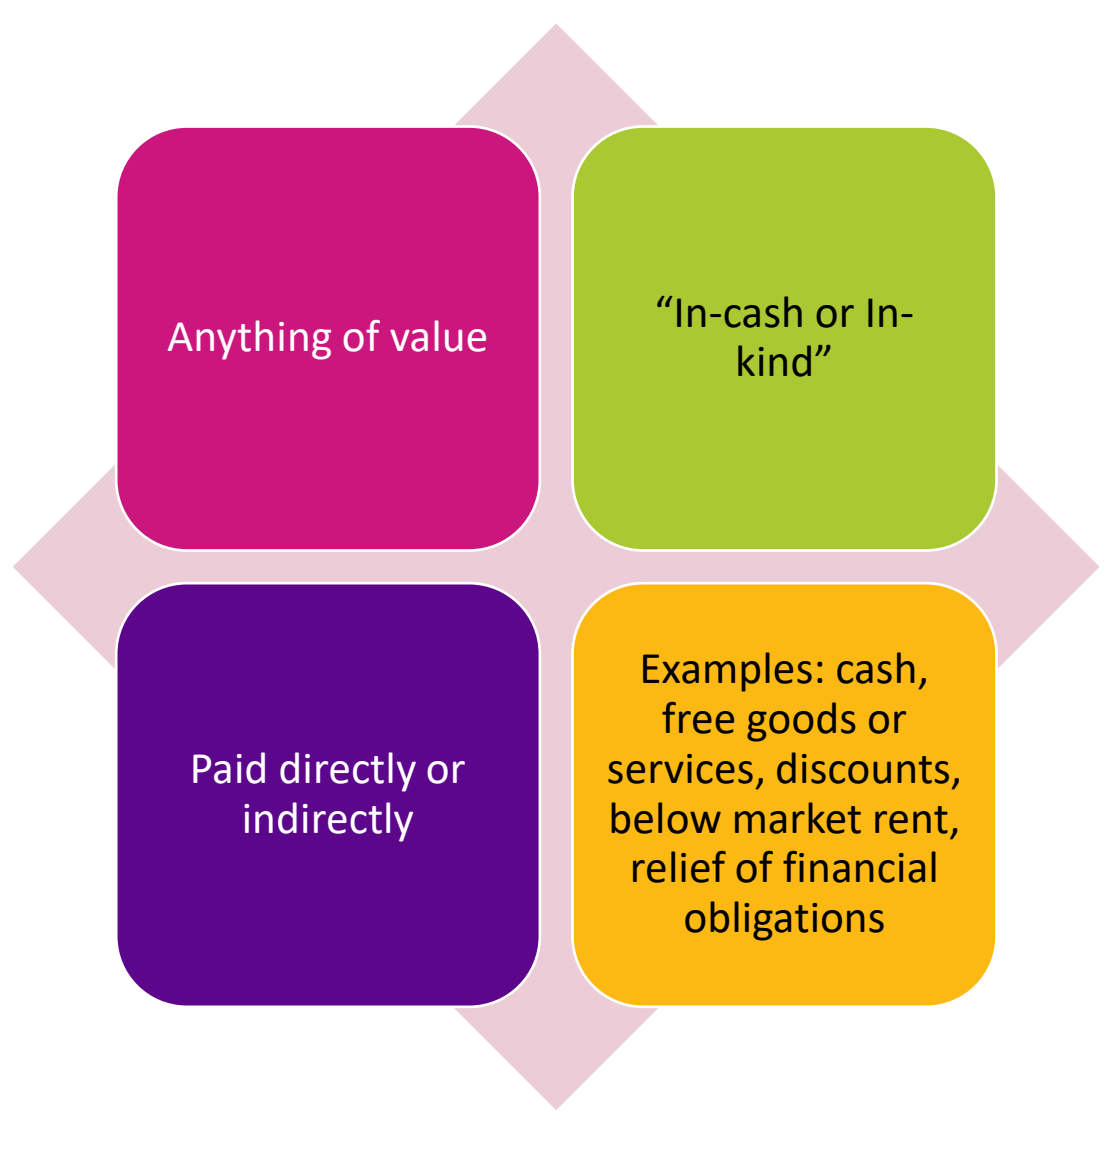 Anything of value
“In-cash or In-
kind”
Paid directly or
indirectly
Examples: cash,
free goods or
services, discounts,
below market rent,
relief of financial
obligations